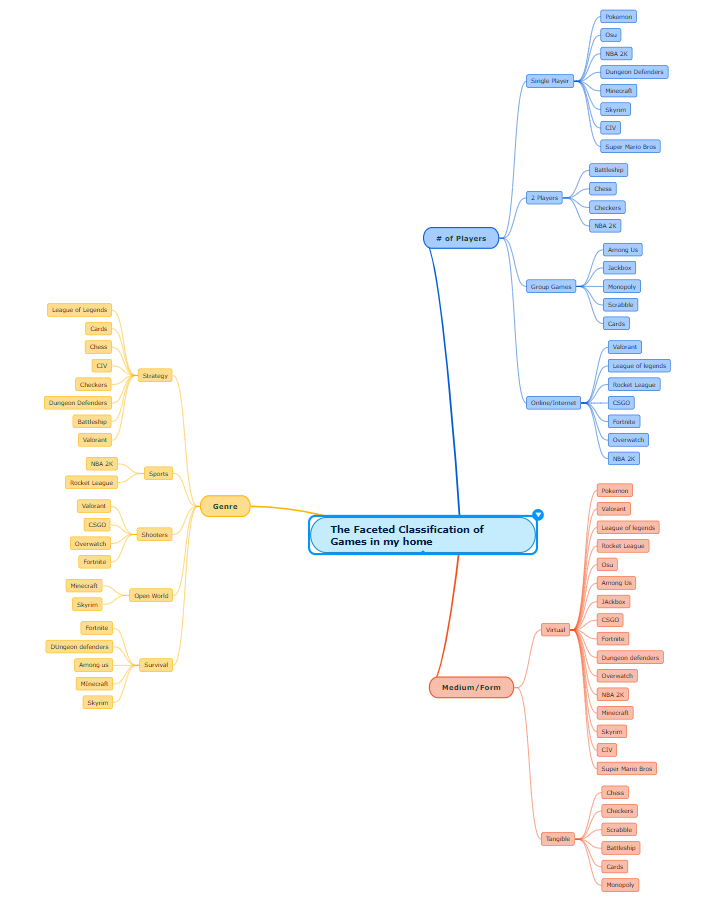 The Faceted Classification of
Games in my home
# of Players
Single Player
Pokemon
Osu
NBA 2K
Dungeon Defenders
Minecraft
Skyrim
CIV
Super Mario Bros
2 Players
Battleship
Chess
Checkers
NBA 2K
Group Games
Among Us
Jackbox
Monopoly
Scrabble
Cards
Online/Internet
Valorant
League of legends
Rocket League
CSGO
Fortnite
Overwatch
NBA 2K
Medium/Form
Virtual
Pokemon
Valorant
League of legends
Rocket League
Osu
Among Us
JAckbox
CSGO
Fortnite
Dungeon defenders
Overwatch
NBA 2K
Minecraft
Skyrim
CIV
Super Mario Bros
Tangible
Chess
Checkers
Scrabble
Battleship
Cards
Monopoly
Genre
Strategy
League of Legends
Cards
Chess
CIV
Checkers
Dungeon Defenders
Battleship
Valorant
Sports
NBA 2K
Rocket League
Shooters
Valorant
CSGO
Overwatch
Fortnite
Open World
Minecraft
Skyrim
Survival
Fortnite
DUngeon defenders
Among us
MInecraft
Skyrim